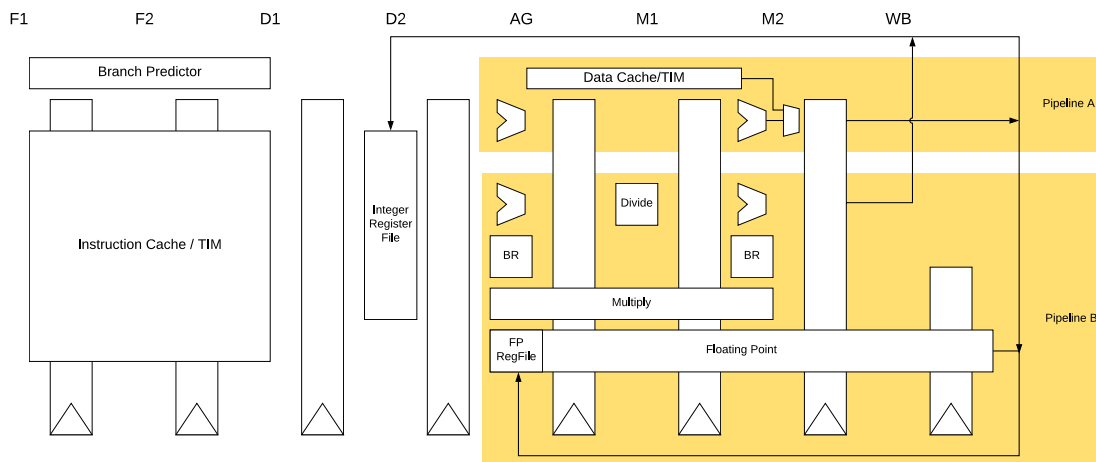 F1 F2 D1 D2 AG M1 M2 WB
Branch Predictor
Data Cache/TIM
Pipeline A
Instruction Cache / TIM
Integer
Register
File
Divide
BR
BR
Multiply
Pipeline B
FP
RegFile
Floating Point